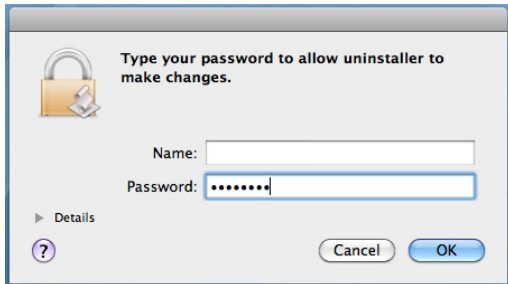 Type your password to allow uninstaller to
make changes.
Name:
Password: ••••••••
Details
? Cancel OK